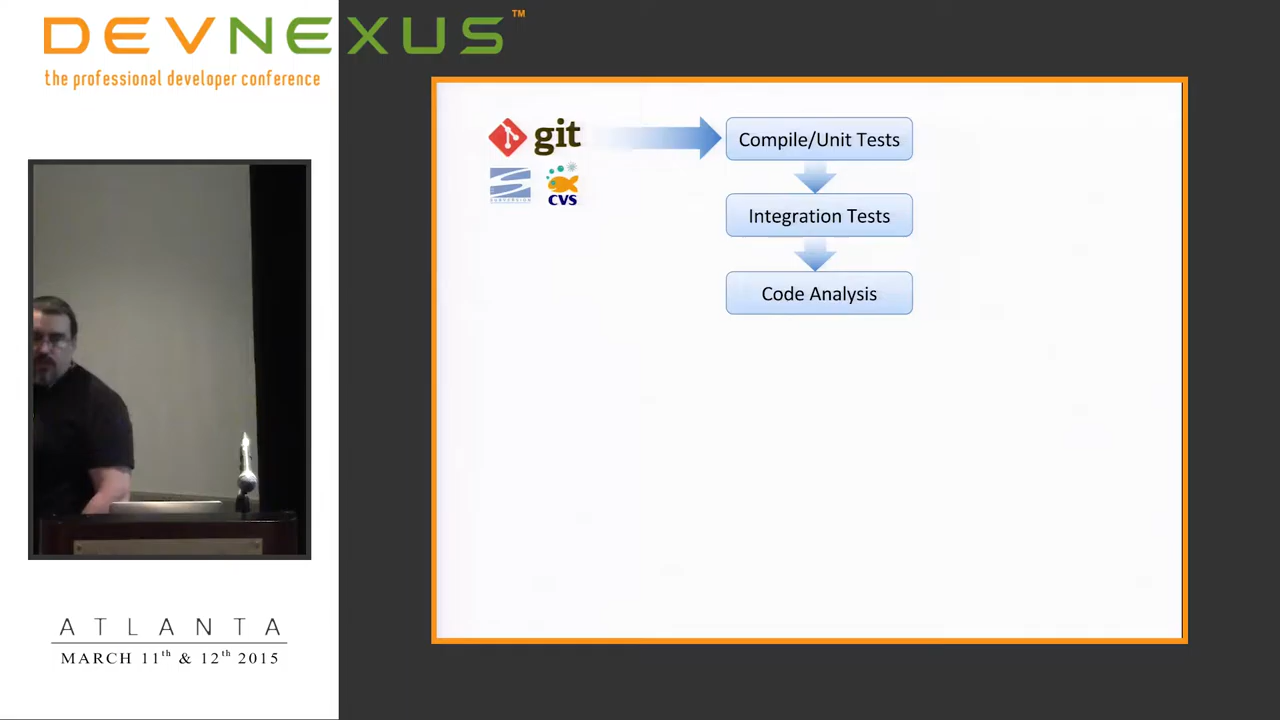 DEVNEXUS™
the professional developer conference
git
SUBVERSION
CVS
Compile/Unit Tests
Integration Tests
Code Analysis
ATLANTA
MARCH 11th & 12th 2015